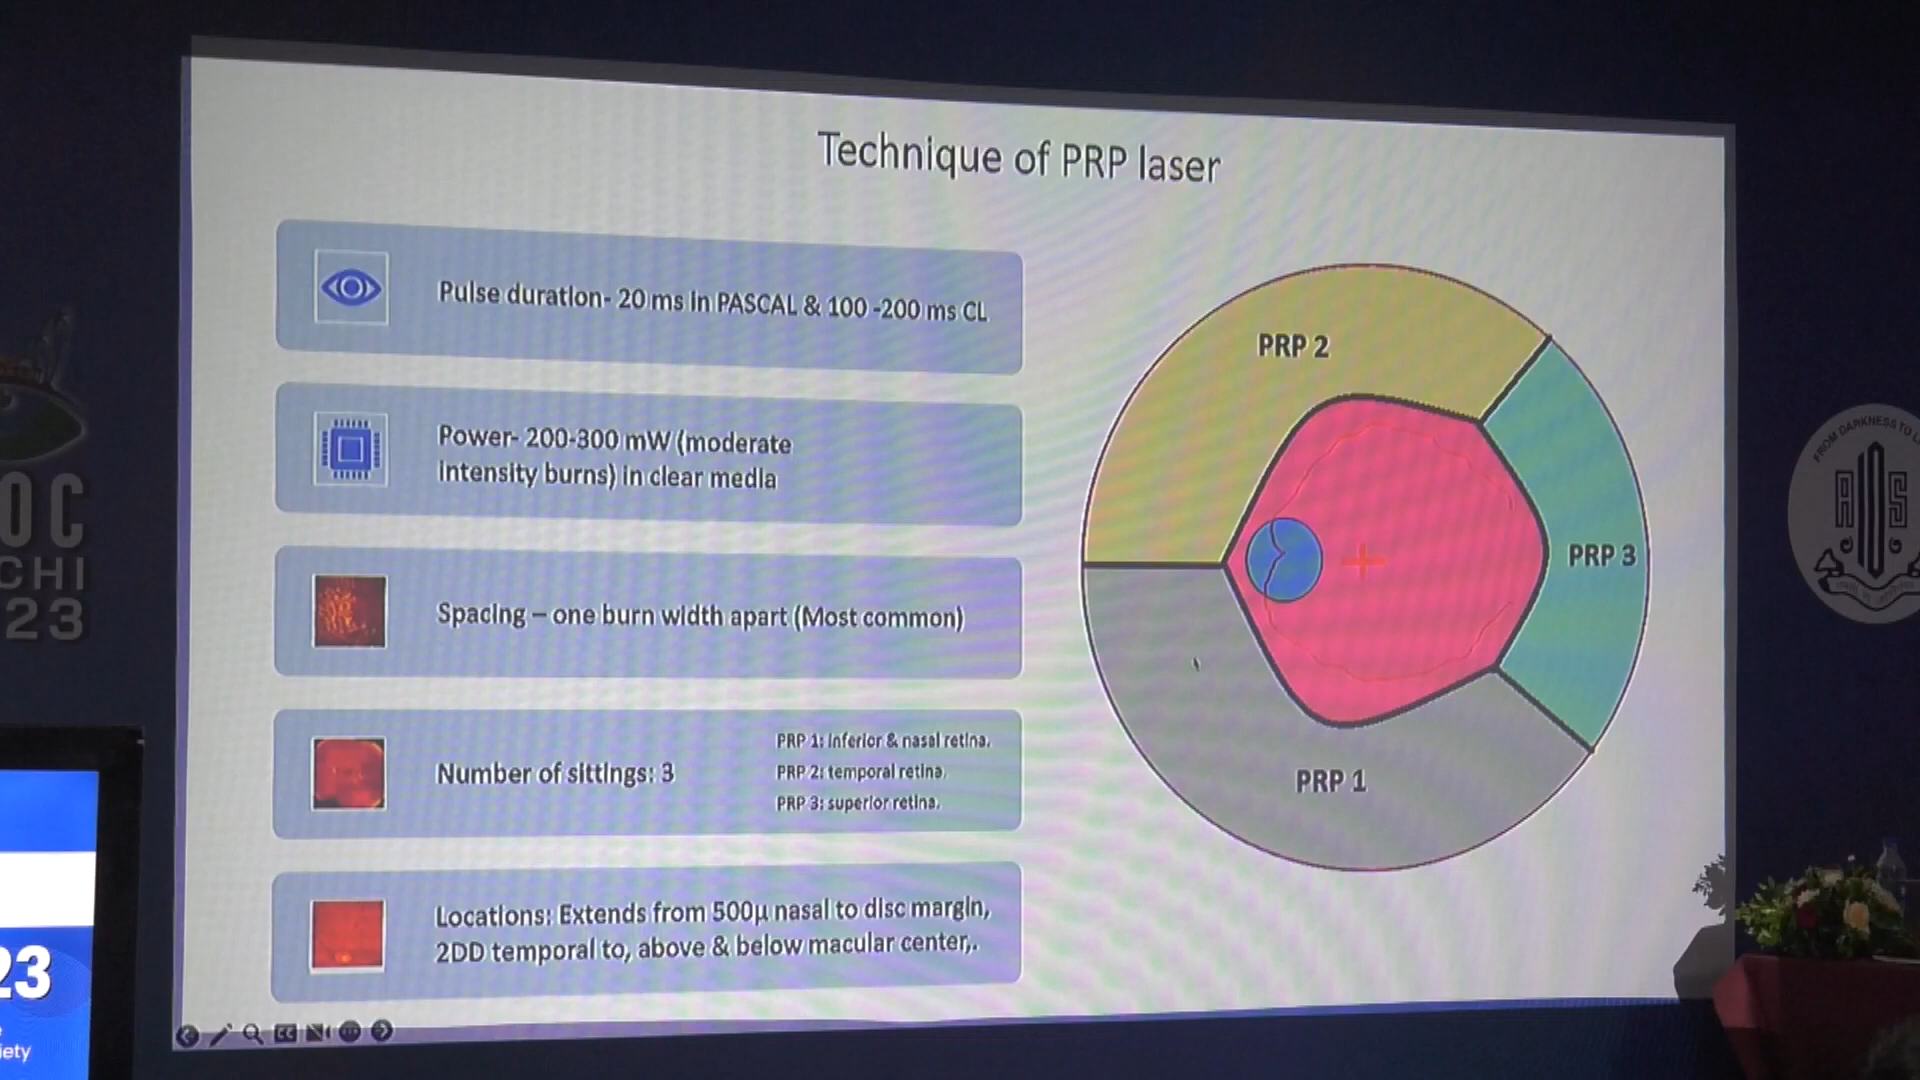 Technique of PRP laser
Pulse duration- 20 ms in PASCAL & 100 -200 ms CL
Power- 200-300 mW (moderate
intensity burns) in clear media
Spacing – one burn width apart (Most common)
Number of sittings: 3
PRP 1: inferior & nasal retina.
PRP 2: temporal retina.
PRP 3: superior retina.
Locations: Extends from 500µ nasal to disc margin,
2DD temporal to, above & below macular center,.
PRP 2
PRP 3
PRP 1
OC
CHI
23
FROM DARKNESS TO L
A S
23
iety